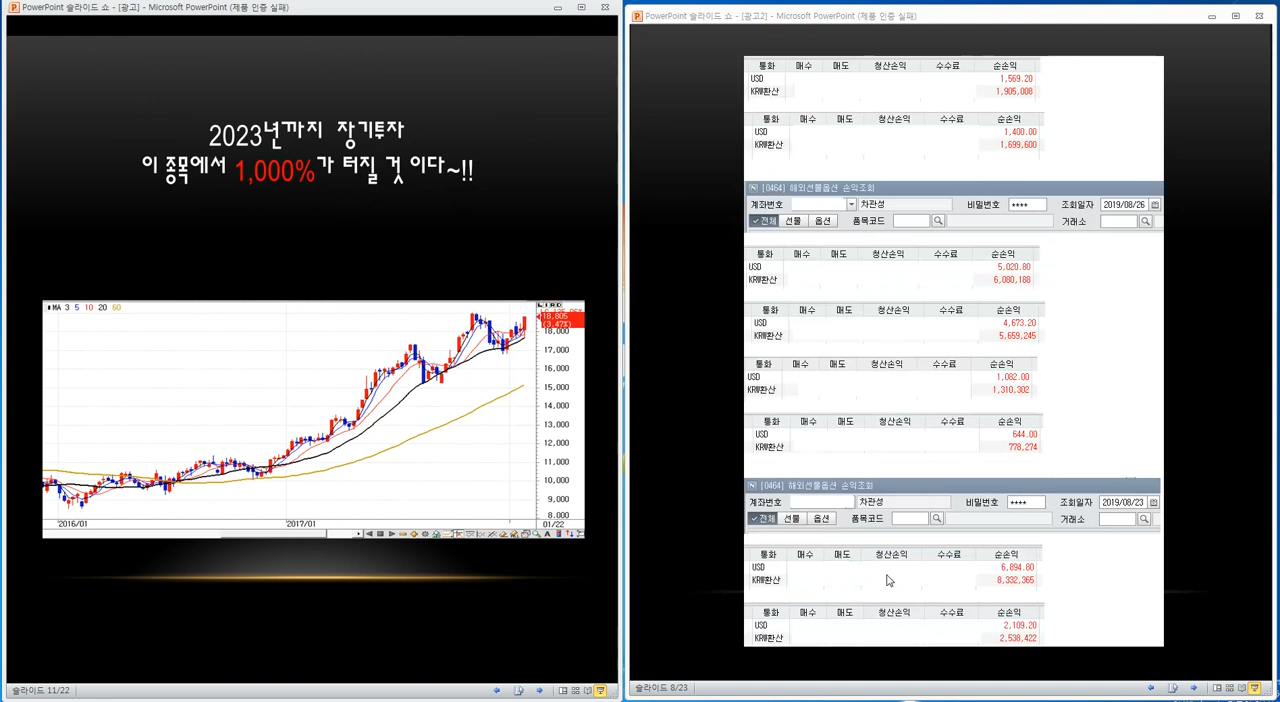 PowerPoint 슬라이드 쇼 - [광고] - Microsoft PowerPoint (제품 인증 실패)
2023년까지 장기투자
이 종목에서 1,000%가 터질 것 이다~!!
MA 3 5 10 20 60
18,805
(3.47%)
18,000
17,000
16,000
15,000
14,000
13,000
12,000
11,000
10,000
9,000
8,000
2016/01 2017/01 01/22
슬라이드 11/22
PowerPoint 슬라이드 쇼 - [광고2] - Microsoft PowerPoint (제품 인증 실패)
통화 매수 매도 청산손익 수수료 순손익
USD 1,569.20
KRW환산 1,905,008
통화 매수 매도 청산손익 수수료 순손익
USD 1,400.00
KRW환산 1,699,600
[0464] 해외선물옵션 손익조회
계좌번호 차관성 비밀번호 **** 조회일자 2019/08/26
전체 선물 옵션 품목코드 거래소
통화 매수 매도 청산손익 수수료 순손익
USD 5,020.80
KRW환산 6,080,188
통화 매수 매도 청산손익 수수료 순손익
USD 4,673.20
KRW환산 5,659,245
통화 매수 매도 청산손익 수수료 순손익
USD 1,082.00
KRW환산 1,310,302
통화 매수 매도 청산손익 수수료 순손익
USD 644.00
KRW환산 778,274
[0464] 해외선물옵션 손익조회
계좌번호 차관성 비밀번호 **** 조회일자 2019/08/23
전체 선물 옵션 품목코드 거래소
통화 매수 매도 청산손익 수수료 순손익
USD 6,894.80
KRW환산 8,332,365
통화 매수 매도 청산손익 수수료 순손익
USD 2,109.20
KRW환산 2,538,422
슬라이드 8/23